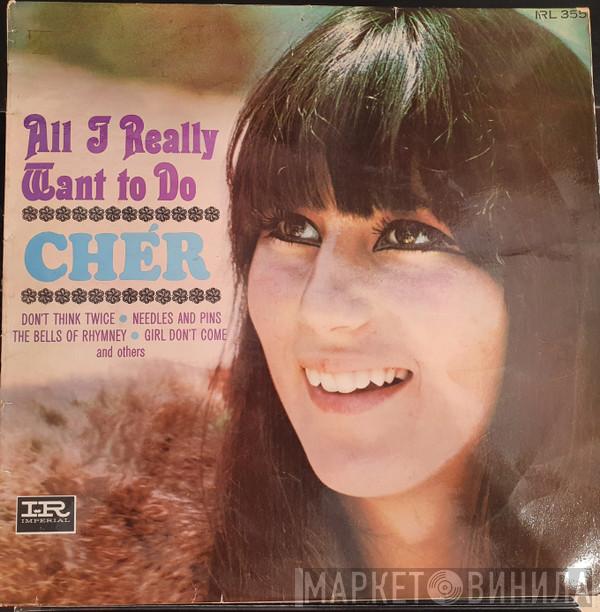 IRL 355
All I Really
Want to Do
CHÉR
DON'T THINK TWICE • NEEDLES AND PINS
THE BELLS OF RHYMNEY • GIRL DON'T COME
and others
I-R
IMPERIAL
МАРКЕТ ВИНИЛА